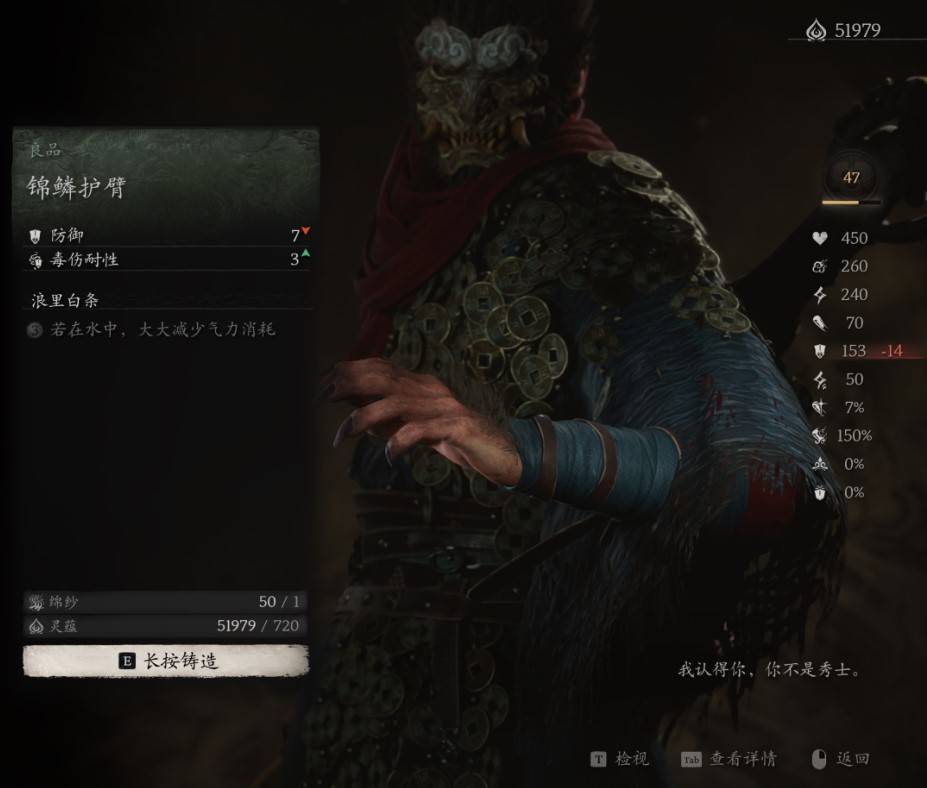 51979
良品
锦鳞护臂
防御 7
毒伤耐性 3
浪里白条
若在水中，大大减少气力消耗
绵纱 50 / 1
灵蕴 51979 / 720
E 长按铸造
47
450
260
240
70
153 -14
50
7%
150%
0%
0%
我认得你，你不是秀士。
T 检视 Tab 查看详情 返回